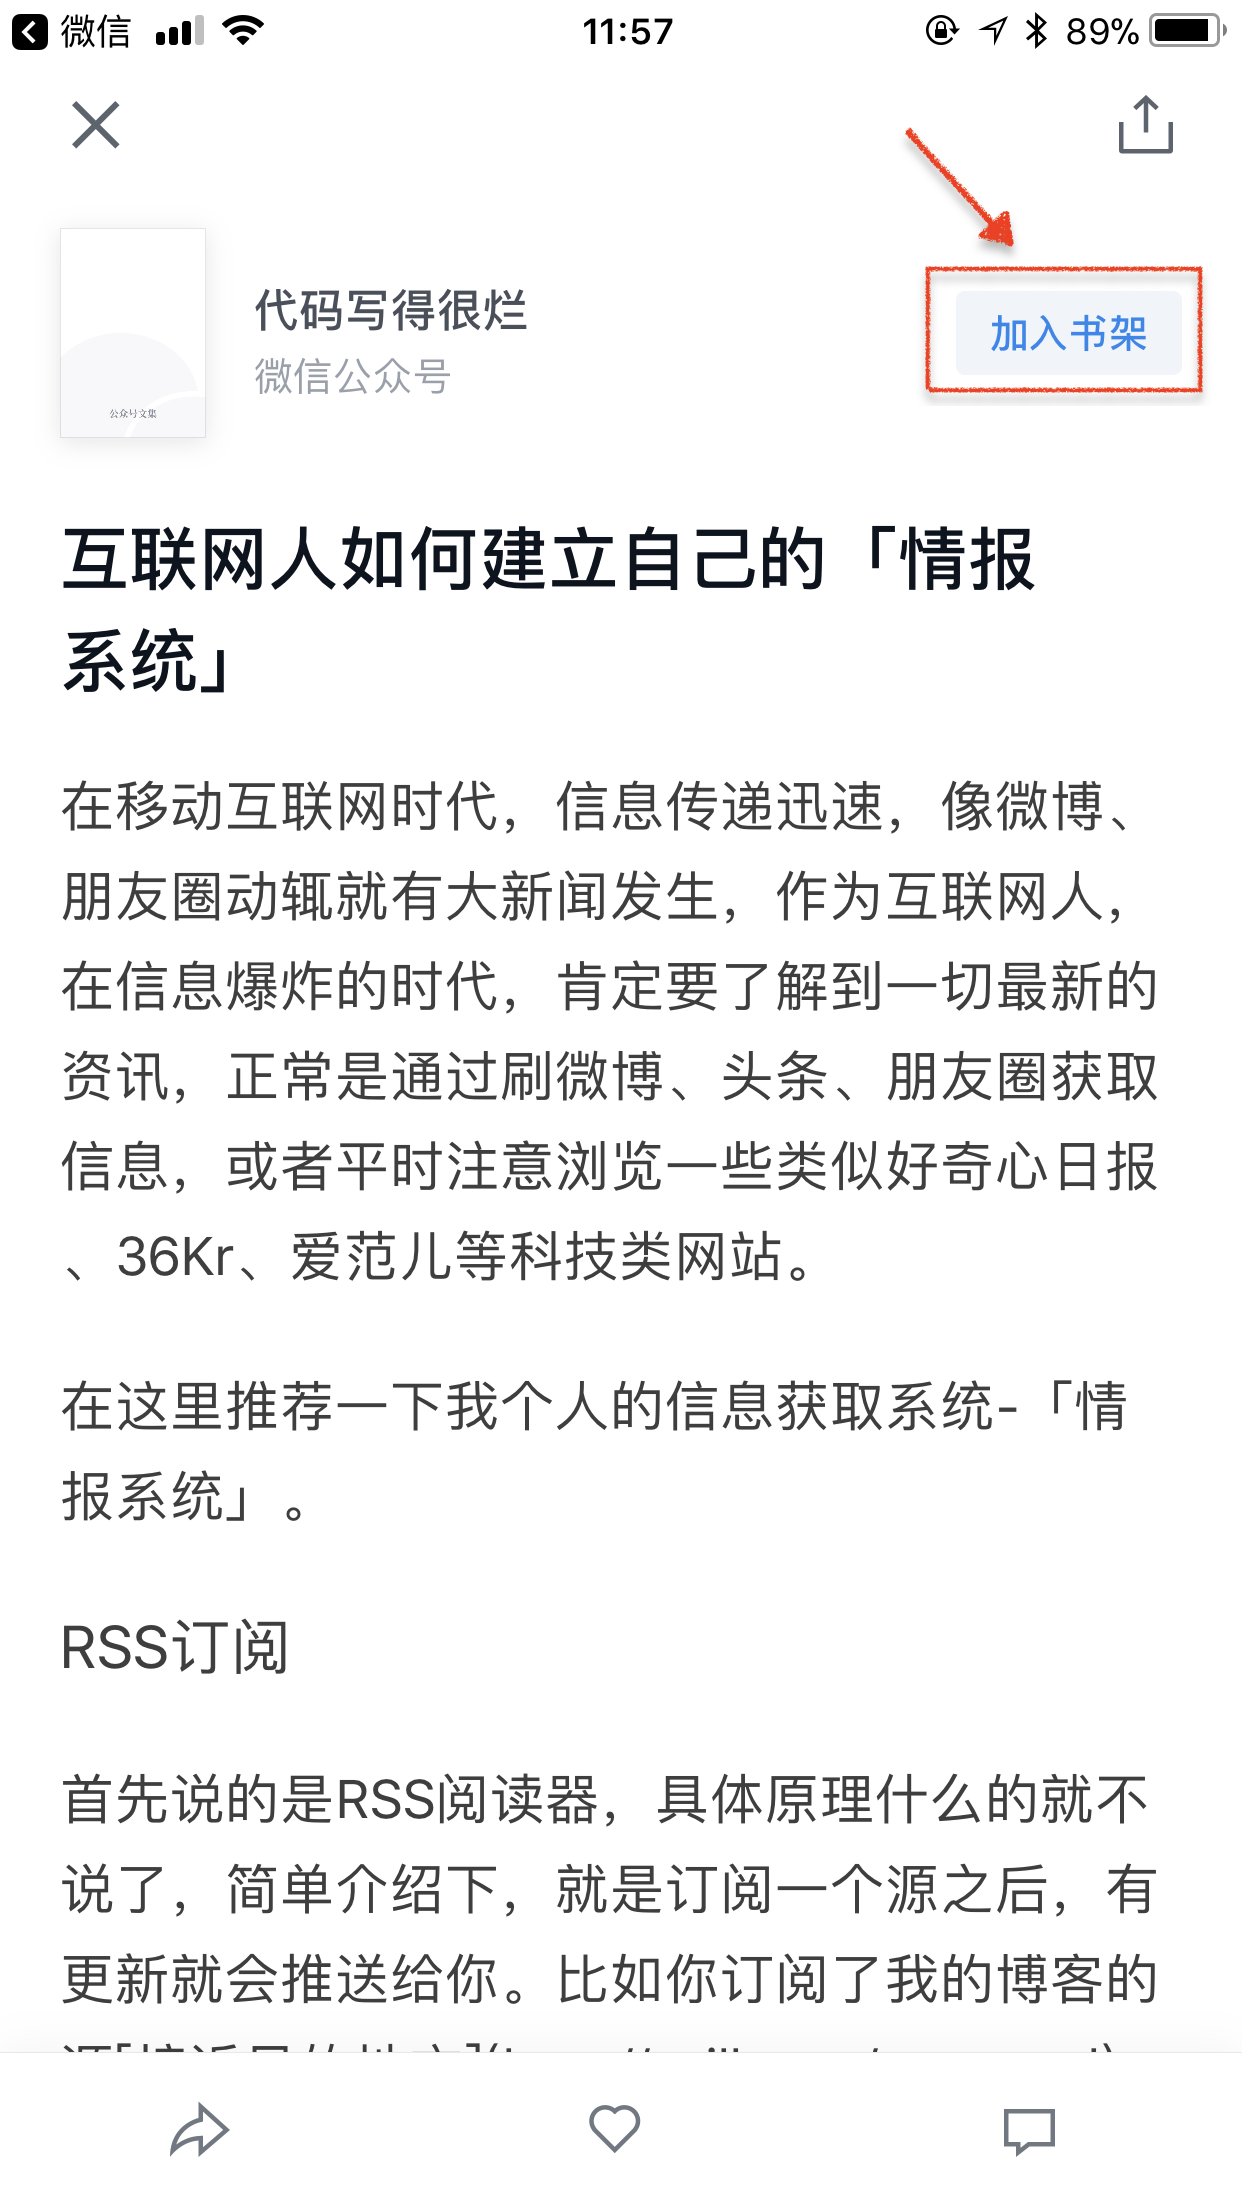 微信
11:57
89%
代码写得很烂
微信公众号
加入书架
公众号文集
互联网人如何建立自己的「情报
系统」
在移动互联网时代，信息传递迅速，像微博、
朋友圈动辄就有大新闻发生，作为互联网人，
在信息爆炸的时代，肯定要了解到一切最新的
资讯，正常是通过刷微博、头条、朋友圈获取
信息，或者平时注意浏览一些类似好奇心日报
、36Kr、爱范儿等科技类网站。
在这里推荐一下我个人的信息获取系统-「情
报系统」。
RSS订阅
首先说的是RSS阅读器，具体原理什么的就不
说了，简单介绍下，就是订阅一个源之后，有
更新就会推送给你。比如你订阅了我的博客的